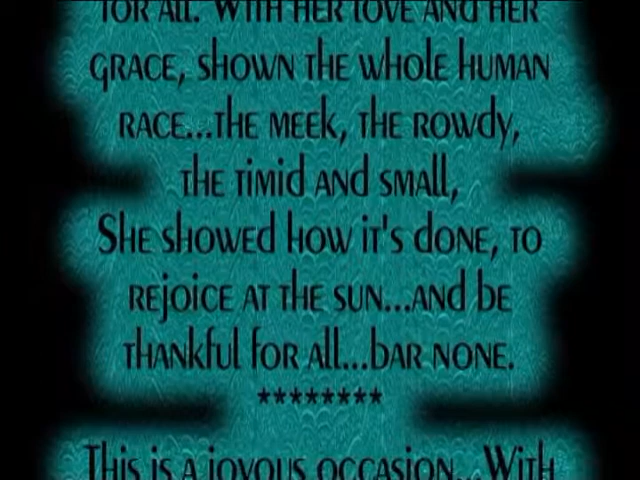 for all. With her love and her
grace, shown the whole human
race...the meek, the rowdy,
the timid and small,
She showed how it's done, to
rejoice at the sun...and be
thankful for all...bar none.
********
This is a joyous occasion...With